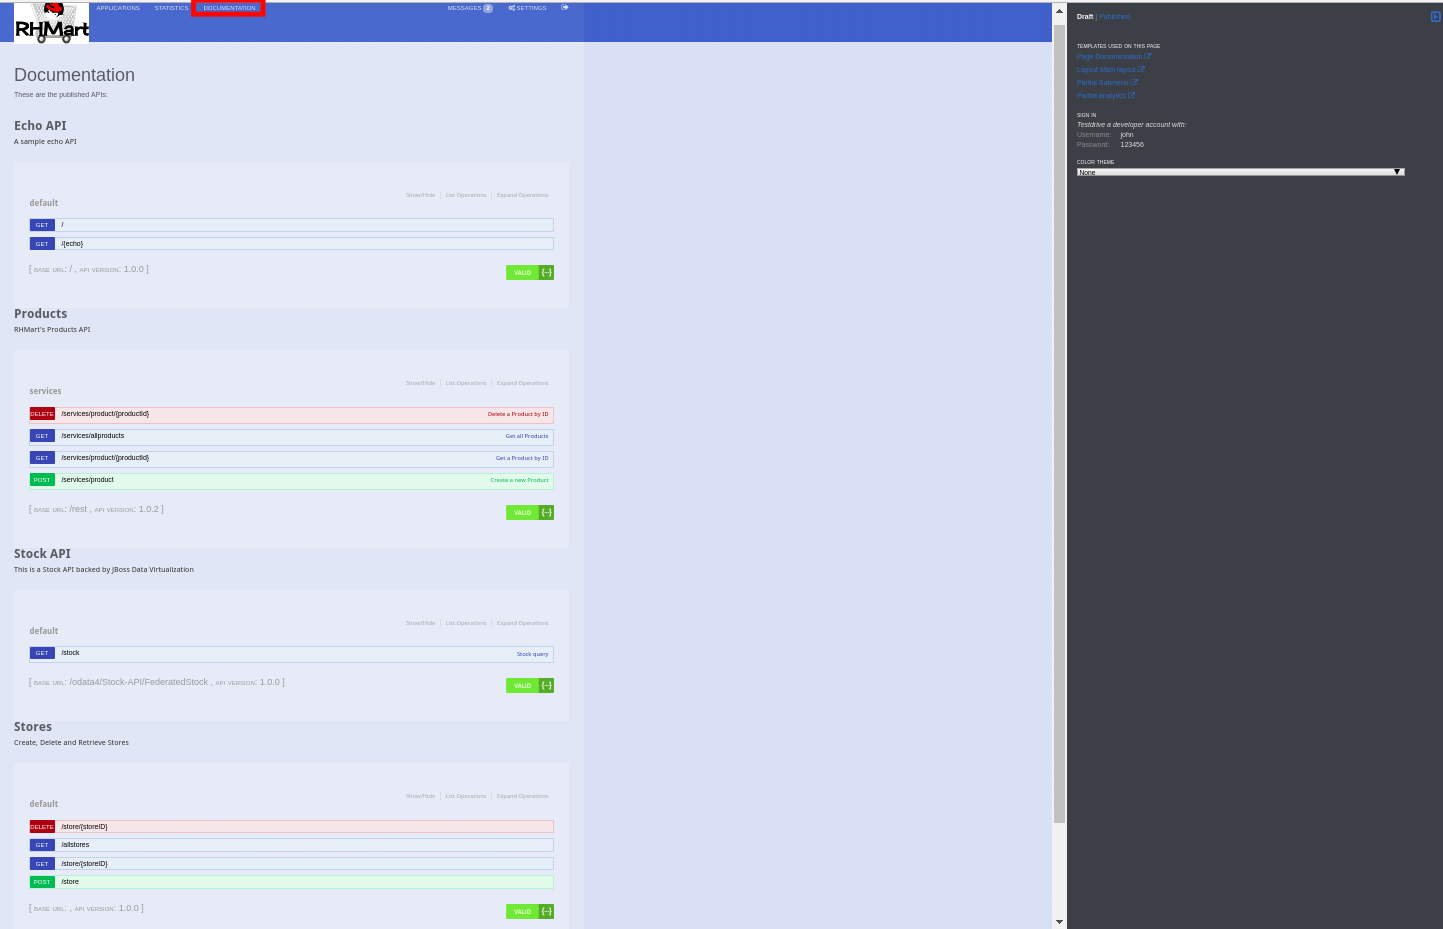 RHMart
APPLICATIONS STATISTICS DOCUMENTATION MESSAGES 2 SETTINGS
Documentation
These are the published APIs:
Echo API
A sample echo API
Show/Hide List Operations Expand Operations
default
GET /
GET /{echo}
[ BASE URL: / , API VERSION: 1.0.0 ]
VALID {···}
Products
RHMart's Products API
Show/Hide List Operations Expand Operations
services
DELETE /services/product/{productid} Delete a Product by ID
GET /services/allproducts Get all Products
GET /services/product/{productid} Get a Product by ID
POST /services/product Create a new Product
[ BASE URL: /rest , API VERSION: 1.0.2 ]
VALID {···}
Stock API
This is a Stock API backed by JBoss Data Virtualization
Show/Hide List Operations Expand Operations
default
GET /stock Stock query
[ BASE URL: /odata4/Stock-API/FederatedStock , API VERSION: 1.0.0 ]
VALID {···}
Stores
Create, Delete and Retrieve Stores
Show/Hide List Operations Expand Operations
default
DELETE /store/{storeID}
GET /allstores
GET /store/{storeID}
POST /store
[ BASE URL: , API VERSION: 1.0.0 ]
VALID {···}
Draft | Published
TEMPLATES USED ON THIS PAGE
Page Documentation
Layout Main layout
Partial Submenu
Partial analytics
SIGN IN
Testdrive a developer account with:
Username: john
Password: 123456
COLOR THEME
None